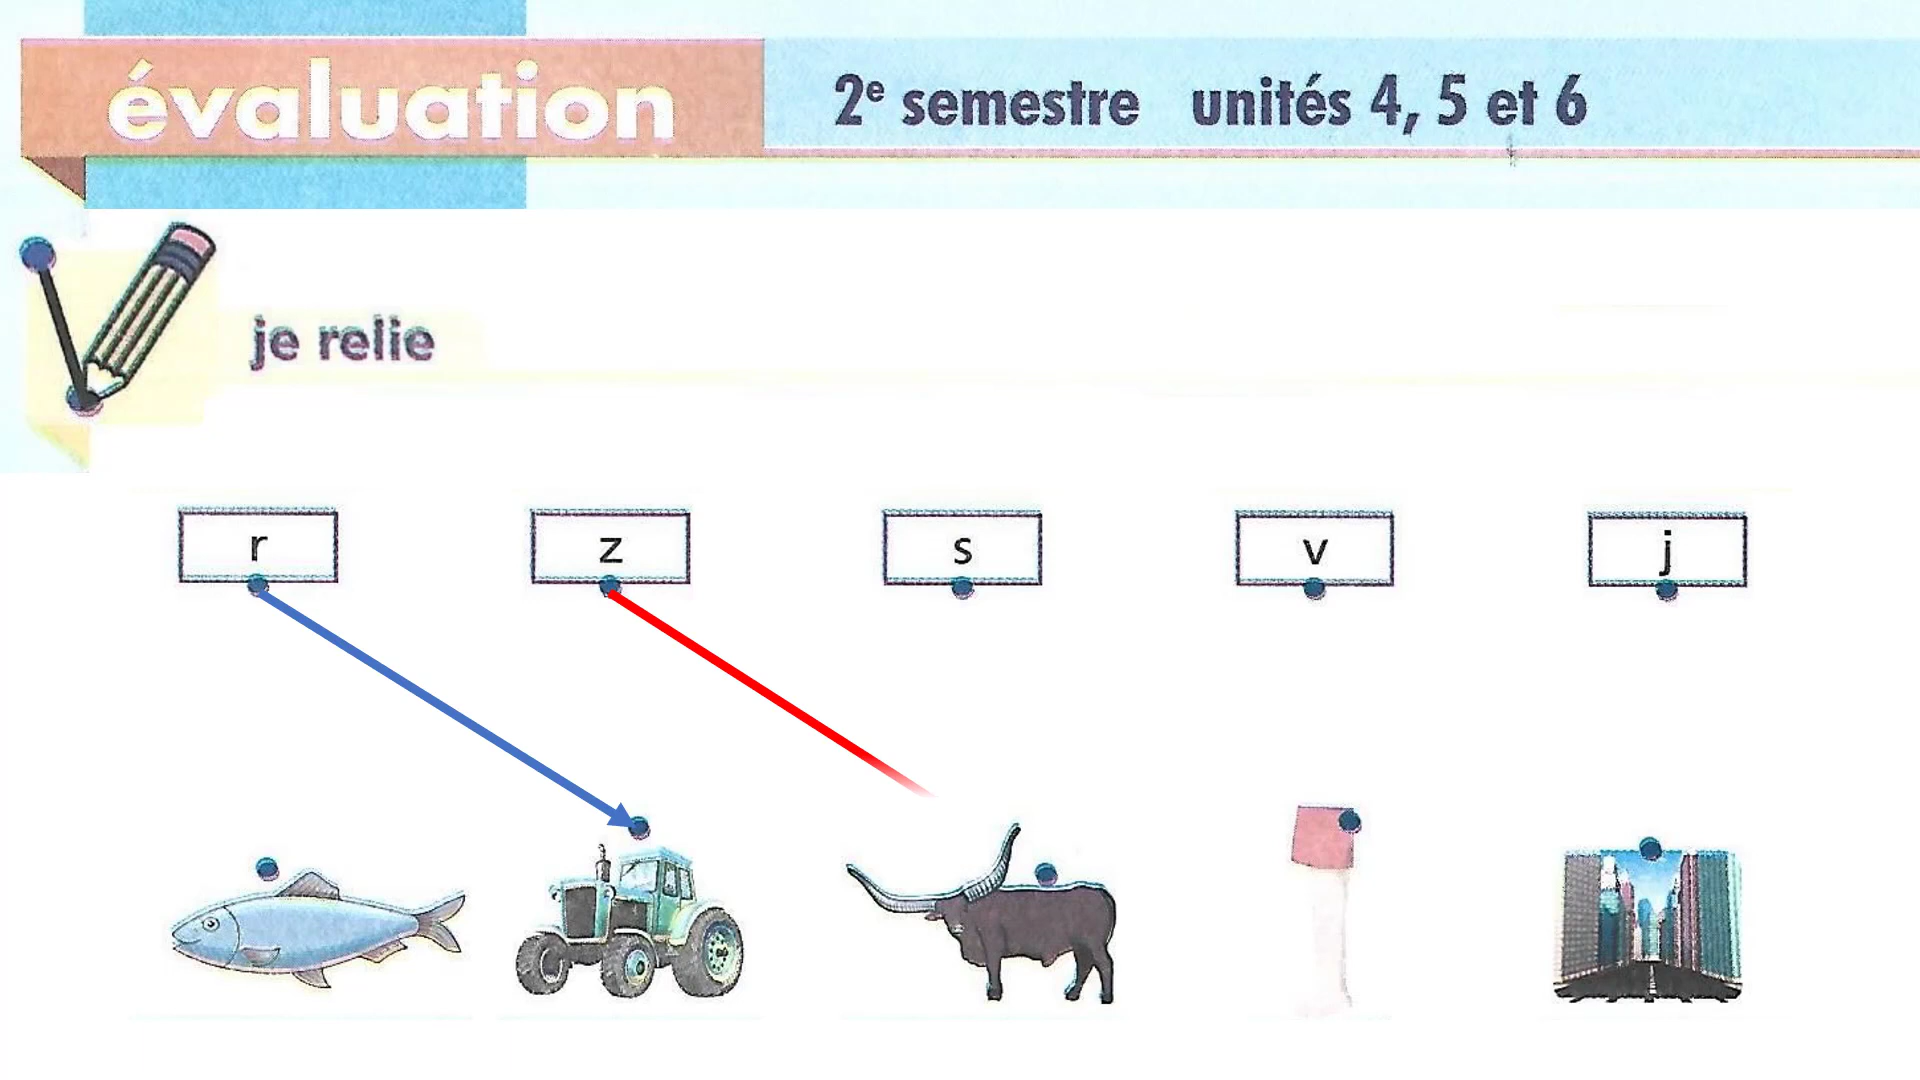 évaluation
2e semestre unités 4, 5 et 6
je relie
r z s v j